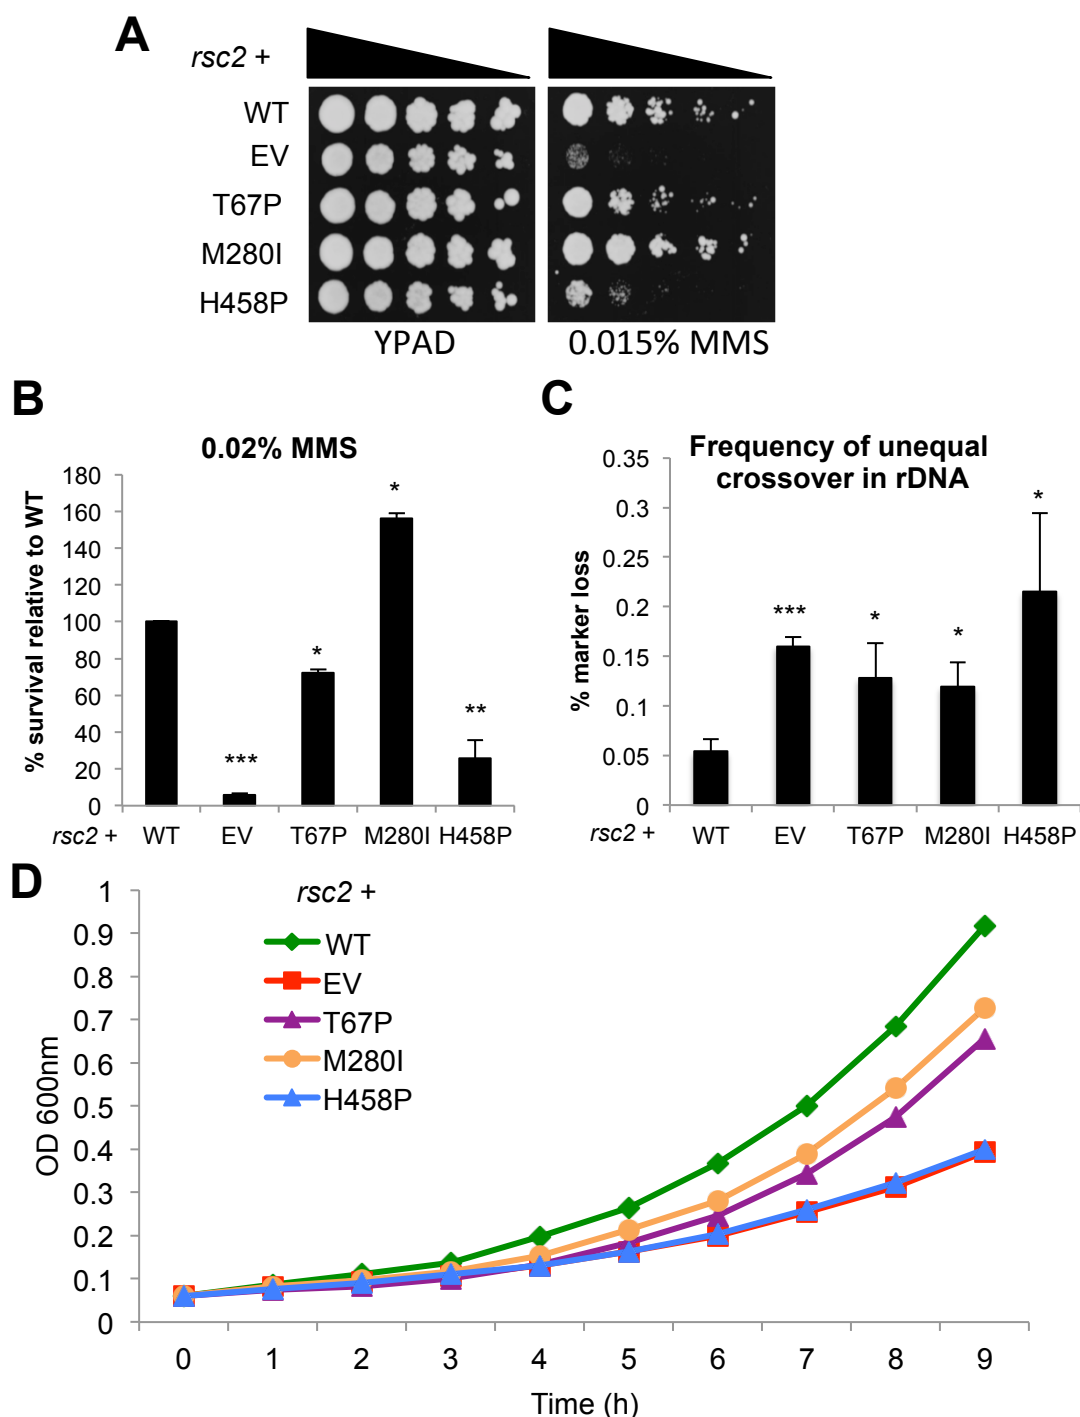 A
rsc2 +
WT
EV
T67P
M280I
H458P
YPAD
0.015% MMS
B
0.02% MMS
% survival relative to WT
180
160
140
120
100
80
60
40
20
0
*
***
*
*
**
rsc2 +
WT
EV
T67P
M280I
H458P
C
Frequency of unequal
crossover in rDNA
% marker loss
0.35
0.3
0.25
0.2
0.15
0.1
0.05
0
***
*
*
*
rsc2 +
WT
EV
T67P
M280I
H458P
D
rsc2 +
WT
EV
T67P
M280I
H458P
OD 600nm
1
0.9
0.8
0.7
0.6
0.5
0.4
0.3
0.2
0.1
0
0 1 2 3 4 5 6 7 8 9
Time (h)